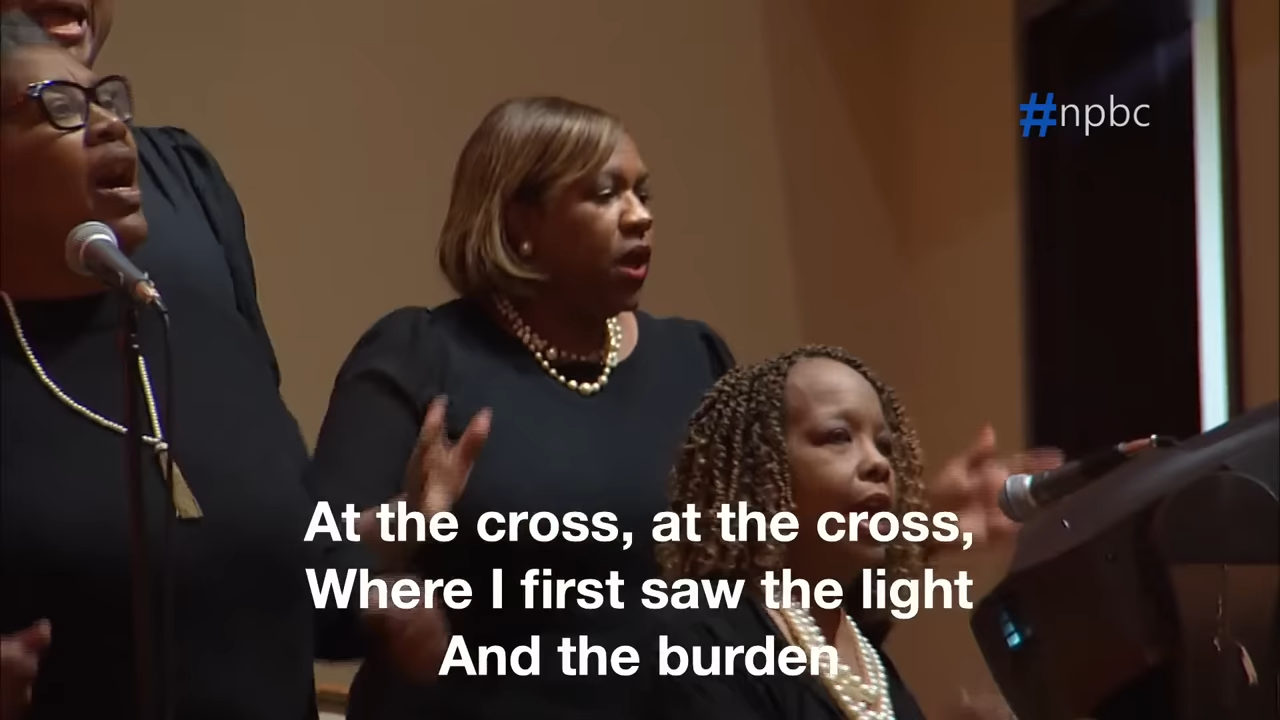 #npbc
At the cross, at the cross,
Where I first saw the light
And the burden